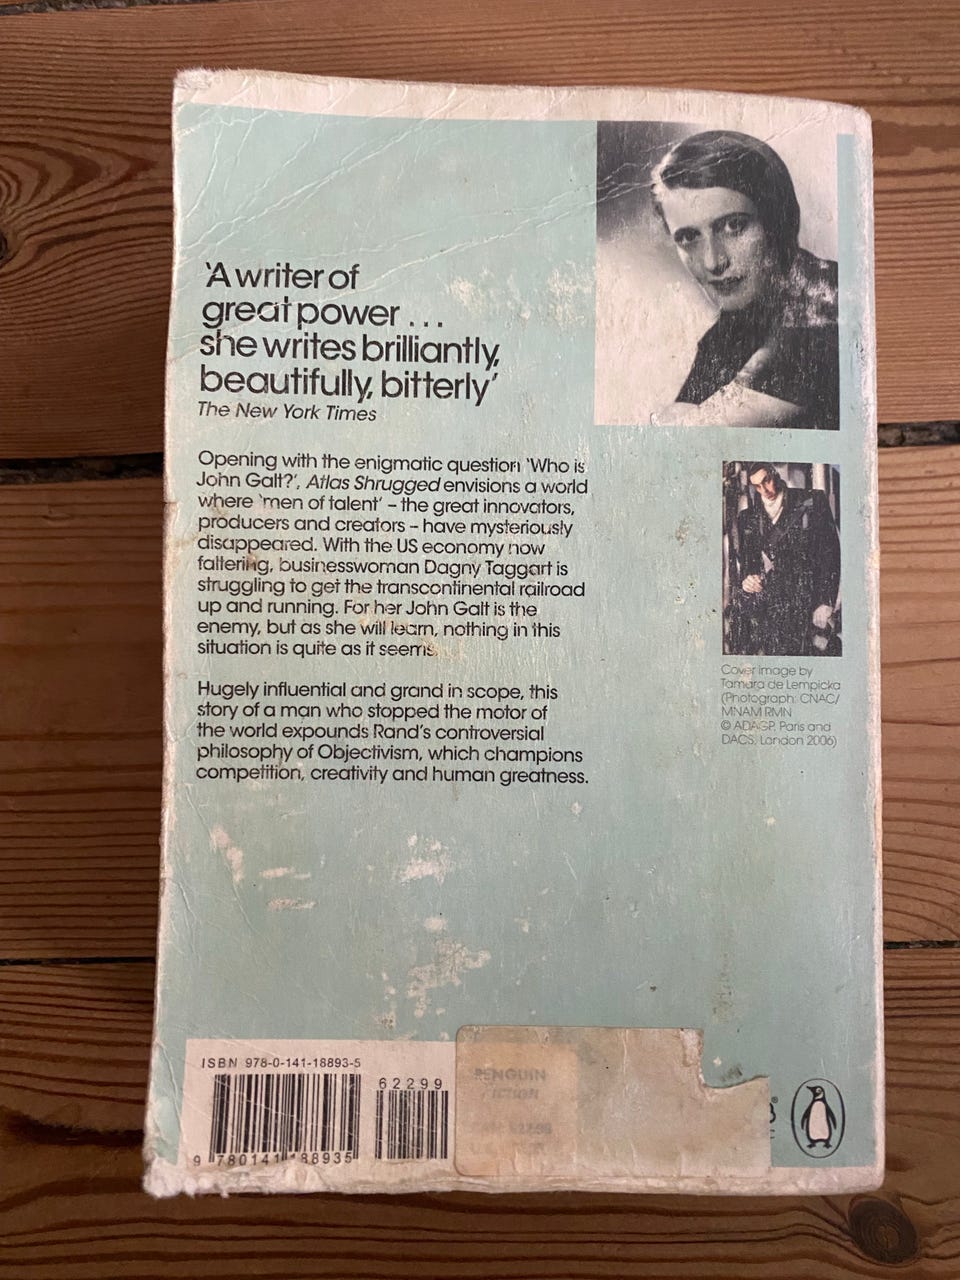 ‘A writer of
great power ...
she writes brilliantly,
beautifully, bitterly’
The New York Times
Opening with the enigmatic question ‘Who is
John Galt?’, Atlas Shrugged envisions a world
where ‘men of talent’ – the great innovators,
producers and creators – have mysteriously
disappeared. With the US economy now
faltering, businesswoman Dagny Taggart is
struggling to get the transcontinental railroad
up and running. For her John Galt is the
enemy, but as she will learn, nothing in this
situation is quite as it seems.
Hugely influential and grand in scope, this
story of a man who stopped the motor of
the world expounds Rand’s controversial
philosophy of Objectivism, which champions
competition, creativity and human greatness.
Cover image by
Tamara de Lempicka
(Photograph: CNAC/
MNAM RMN
© ADAGP, Paris and
DACS, London 2006)
ISBN 978-0-141-18893-5
62299
9 780141 188935
PENGUIN
Fiction